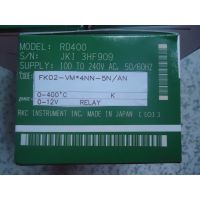 MODEL: RD400
S/N: JKI 3HF909
SUPPLY: 100 TO 240V AC, 50/60HZ
FK02-VM*4NN-5N/AN
0-400°C K
0-12V RELAY
RKC INSTRUMENT INC. MADE IN JAPAN